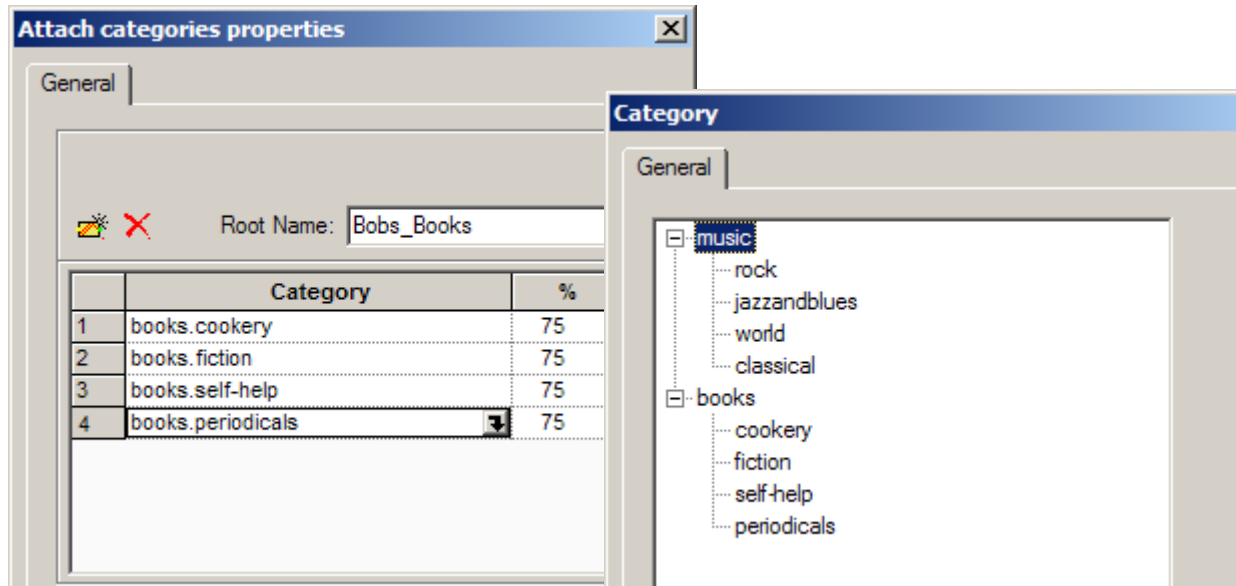 Attach categories properties
General
Root Name: Bobs_Books
Category %
1 books.cookery 75
2 books.fiction 75
3 books.self-help 75
4 books.periodicals 75
Category
General
music
rock
jazzandblues
world
classical
books
cookery
fiction
self-help
periodicals